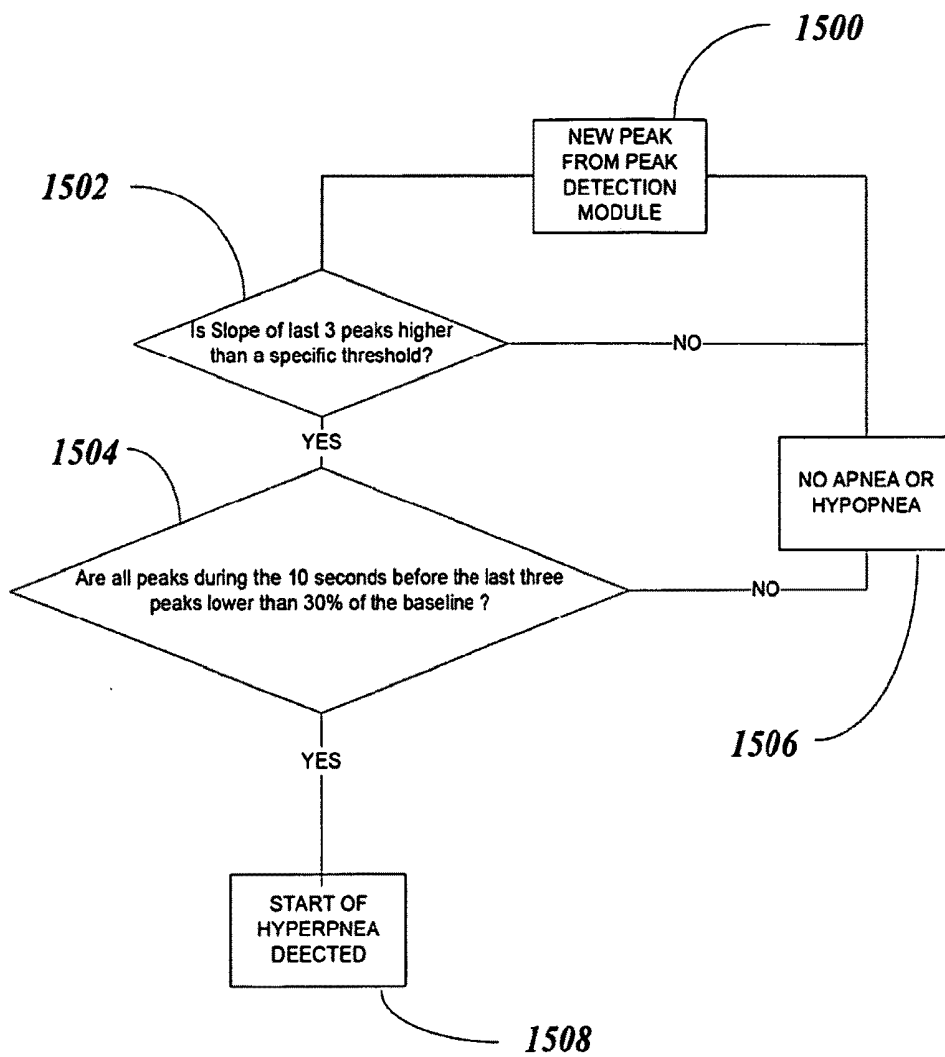 1500
NEW PEAK
FROM PEAK
DETECTION
MODULE
1502
Is Slope of last 3 peaks higher
than a specific threshold?
NO
YES
1504
NO APNEA OR
HYPOPNEA
Are all peaks during the 10 seconds before the last three
peaks lower than 30% of the baseline ?
NO
1506
YES
START OF
HYPERPNEA
DEECTED
1508